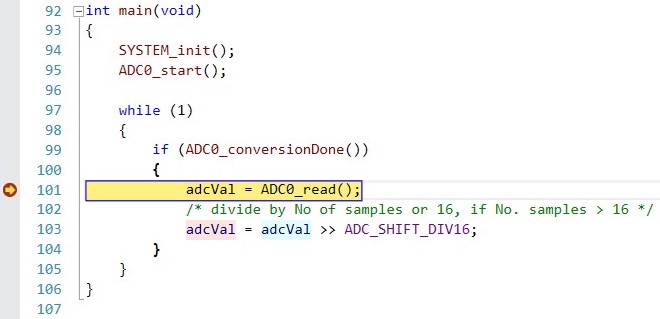 92 int main(void)
93 {
94     SYSTEM_init();
95     ADC0_start();
96
97     while (1)
98     {
99         if (ADC0_conversionDone())
100         {
101             adcVal = ADC0_read();
102             /* divide by No of samples or 16, if No. samples > 16 */
103             adcVal = adcVal >> ADC_SHIFT_DIV16;
104         }
105     }
106 }
107